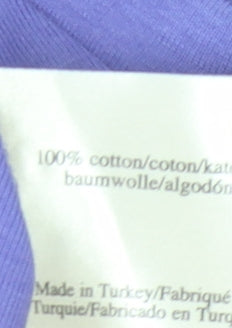 100% cotton/coton/kat
baumwolle/algodón
Made in Turkey/Fabriqué
Turquie/Fabricado en Turq